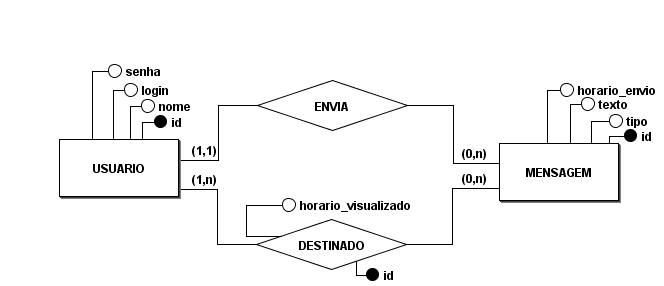 senha
login
nome
id
horario_envio
texto
tipo
id
ENVIA
(1,1)
(0,n)
USUARIO
MENSAGEM
(1,n)
(0,n)
horario_visualizado
DESTINADO
id